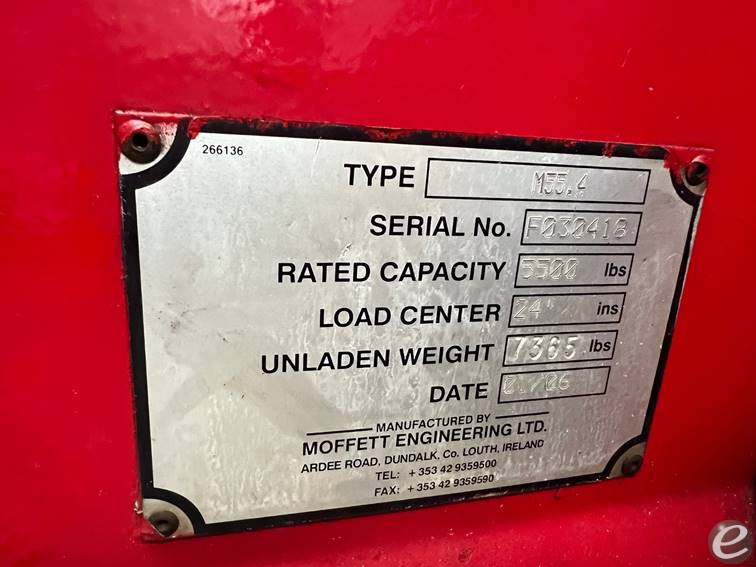 266136
TYPE M55.4
SERIAL No. F030418
RATED CAPACITY 5500 lbs
LOAD CENTER 24" ins
UNLADEN WEIGHT 7365 lbs
DATE 01/06
MANUFACTURED BY
MOFFETT ENGINEERING LTD.
ARDEE ROAD, DUNDALK, Co. LOUTH, IRELAND
TEL: +353 42 9359500
FAX: +353 42 9359590
e